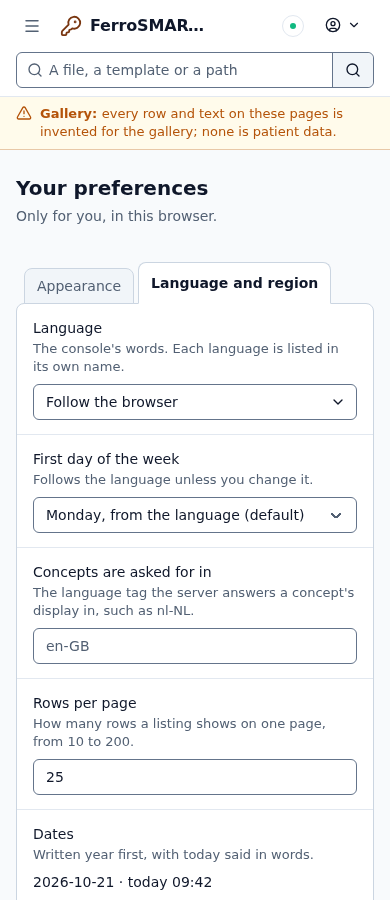 FerroSMAR...
A file, a template or a path
Gallery: every row and text on these pages is
invented for the gallery; none is patient data.
Your preferences
Only for you, in this browser.
Appearance
Language and region
Language
The console's words. Each language is listed in
its own name.
Follow the browser
First day of the week
Follows the language unless you change it.
Monday, from the language (default)
Concepts are asked for in
The language tag the server answers a concept's
display in, such as nl-NL.
en-GB
Rows per page
How many rows a listing shows on one page,
from 10 to 200.
25
Dates
Written year first, with today said in words.
2026-10-21 · today 09:42